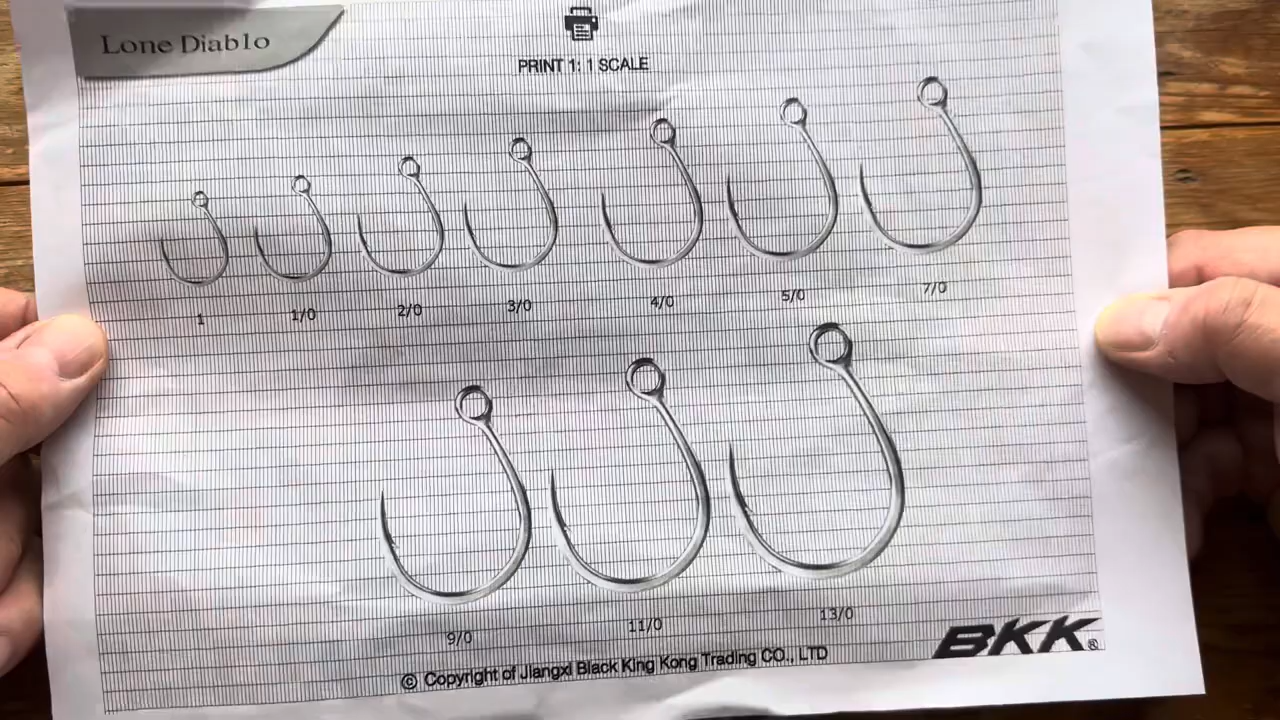 Lone Diablo
PRINT 1: 1 SCALE
1 1/0 2/0 3/0 4/0 5/0 7/0
9/0 11/0 13/0
BKK®
© Copyright of Jiangxi Black King Kong Trading CO., LTD